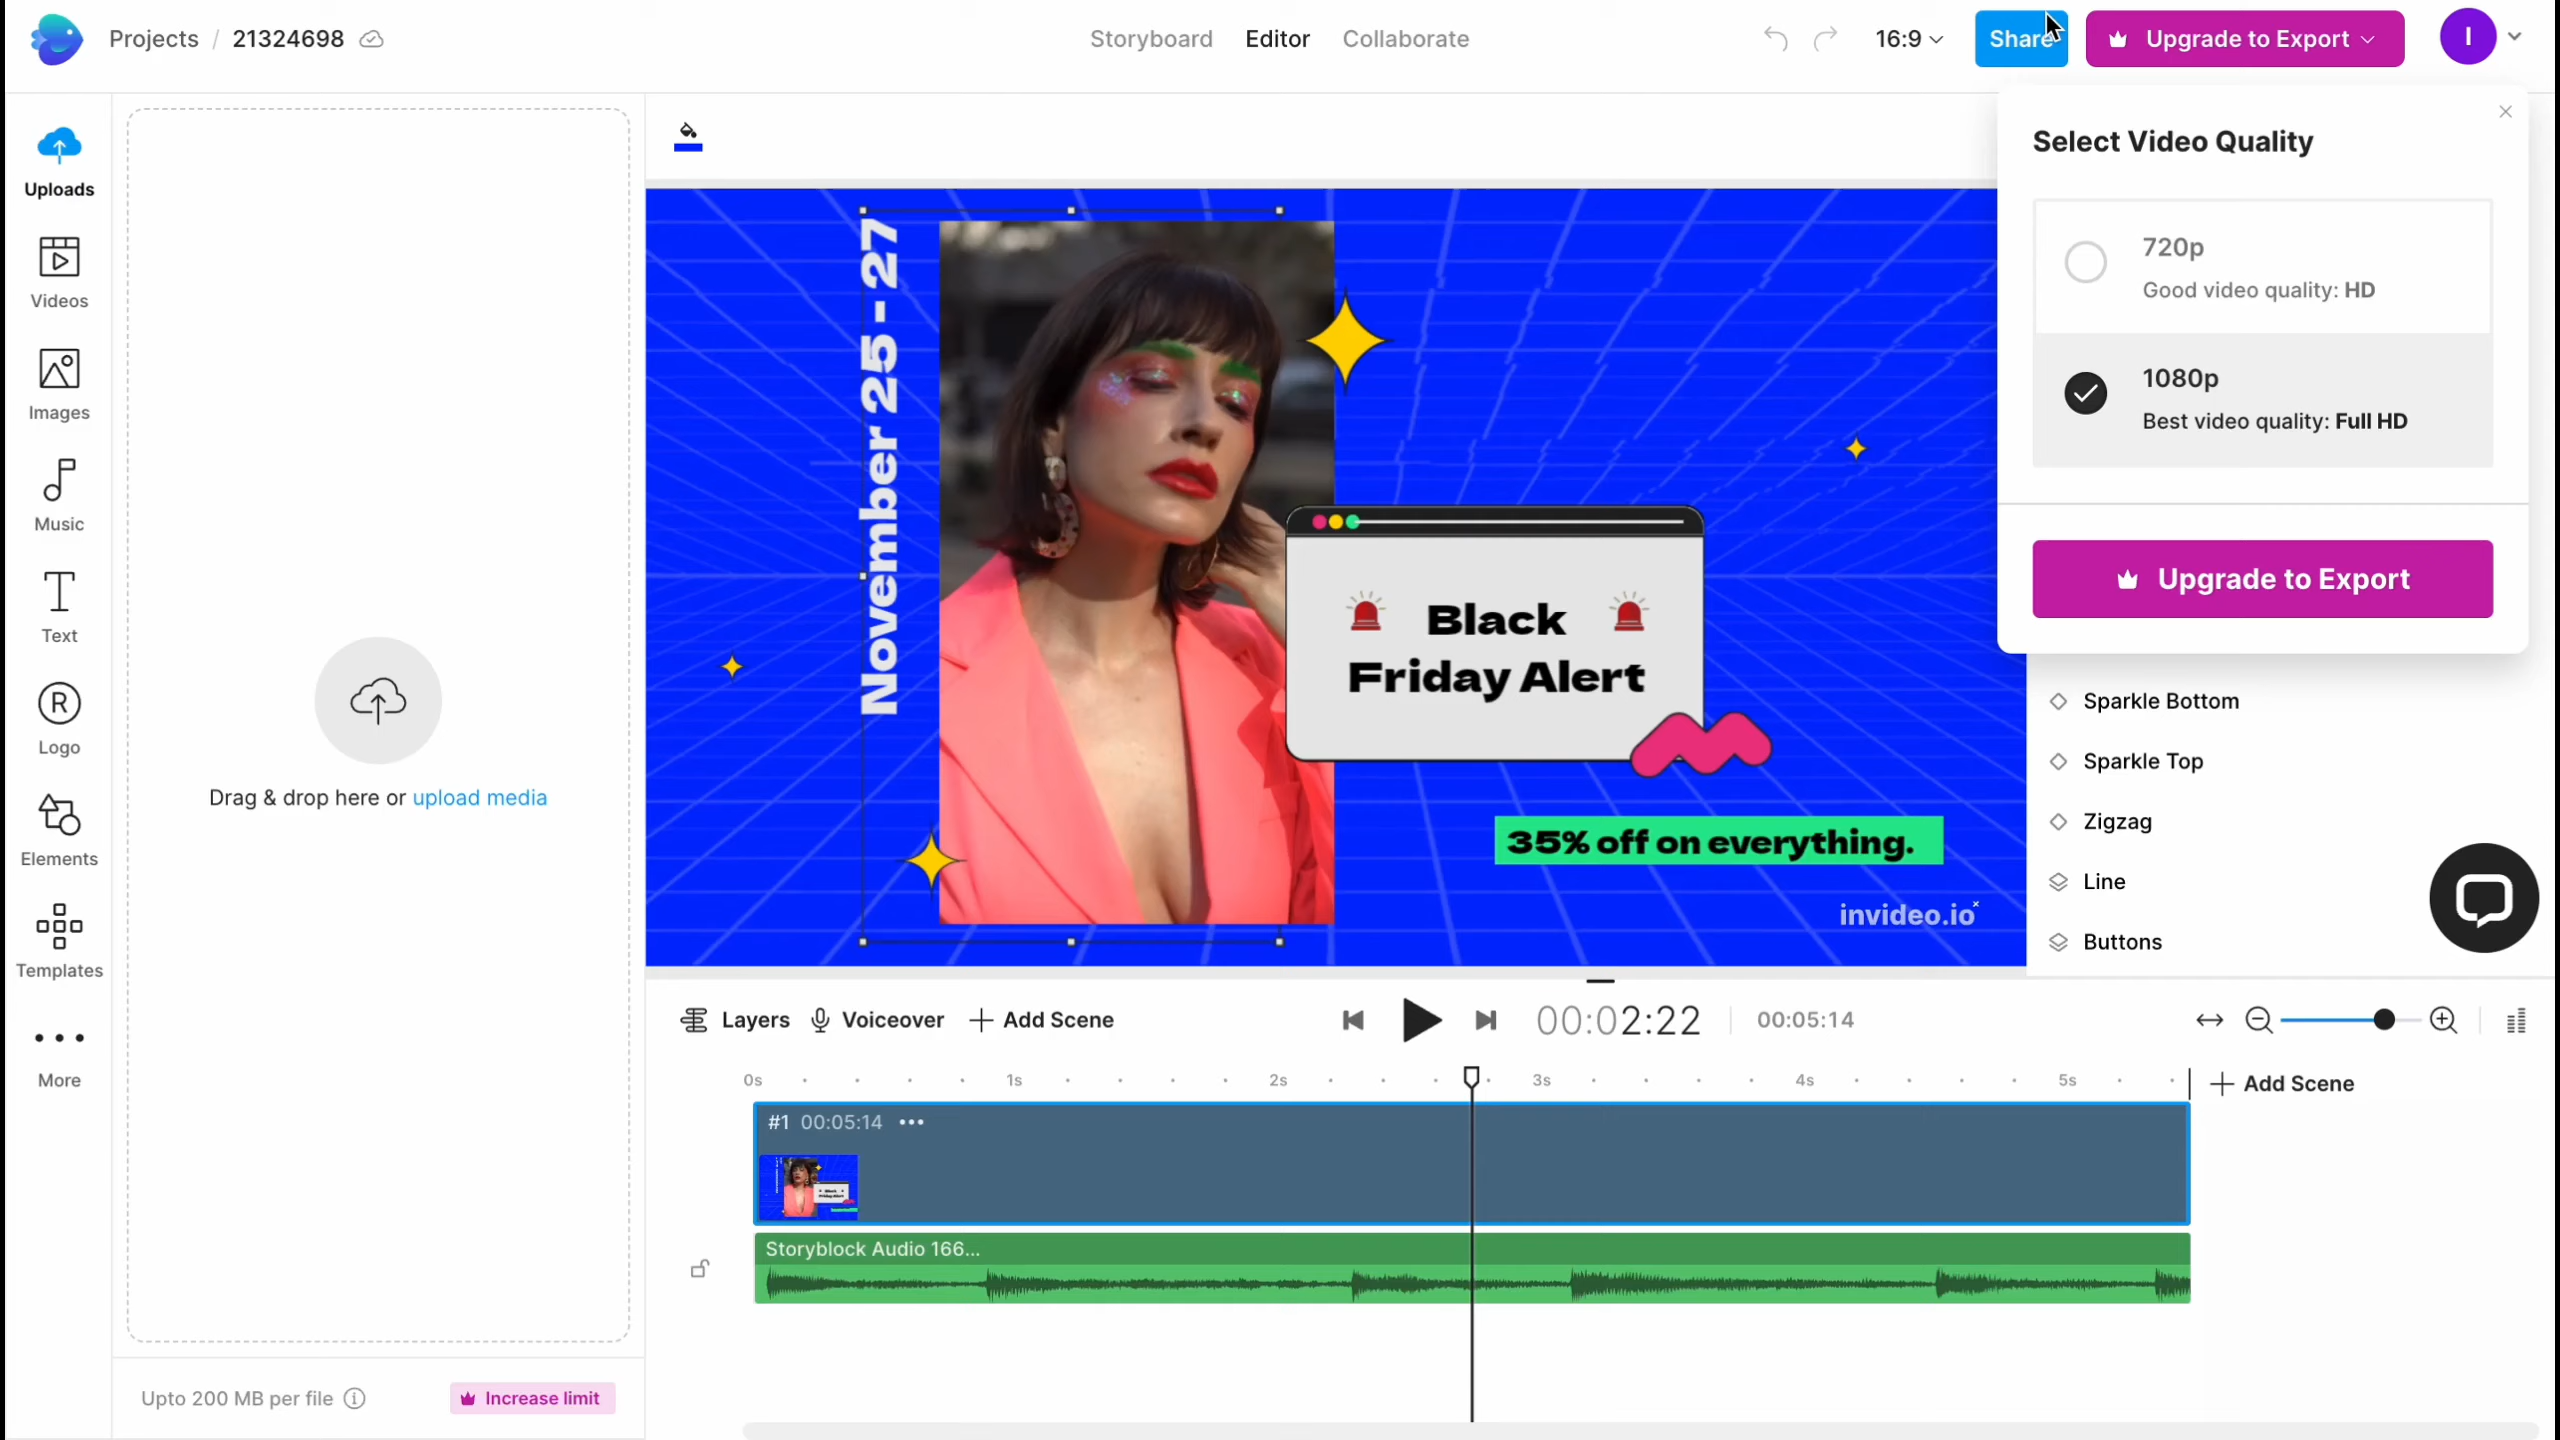 Projects / 21324698
Storyboard Editor Collaborate
16:9
Share
Upgrade to Export
I
Uploads
Videos
Images
Music
Text
R
Logo
Elements
Templates
More
Drag & drop here or upload media
Upto 200 MB per file
Increase limit
November 25 - 27
Black
Friday Alert
35% off on everything.
invideo.io
Select Video Quality
720p
Good video quality: HD
1080p
Best video quality: Full HD
Upgrade to Export
Sparkle Bottom
Sparkle Top
Zigzag
Line
Buttons
Layers Voiceover + Add Scene
00:02:22 00:05:14
0s 1s 2s 3s 4s 5s
+ Add Scene
#1 00:05:14 •••
Storyblock Audio 166...